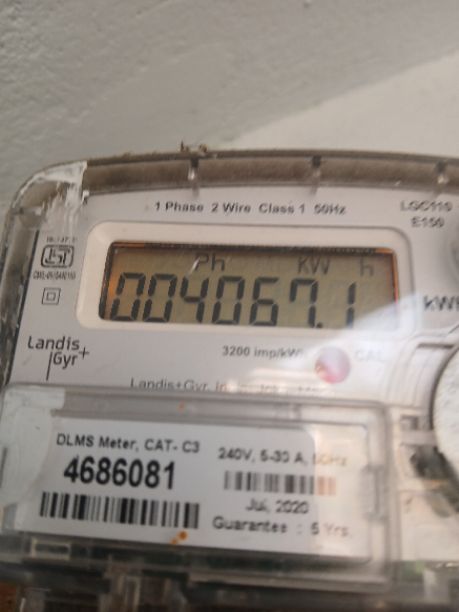 1 Phase 2 Wire Class 1 50Hz
LGC110
E150
Ph KW h
004067.1
kWh
Landis+
Gyr
3200 imp/kWh
CAL
DLMS Meter, CAT- C3
4686081
240V, 5-30 A, 50Hz
Jul, 2020
Guarantee : 5 Yrs.